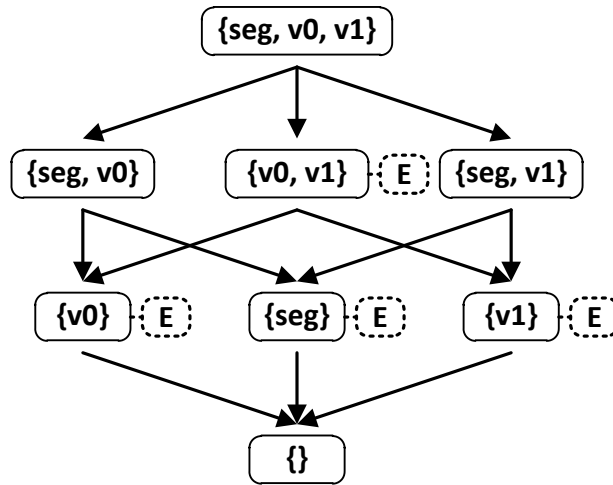 {seg, v0, v1}
{seg, v0} {v0, v1} E {seg, v1}
{v0} E {seg} E {v1} E
{}